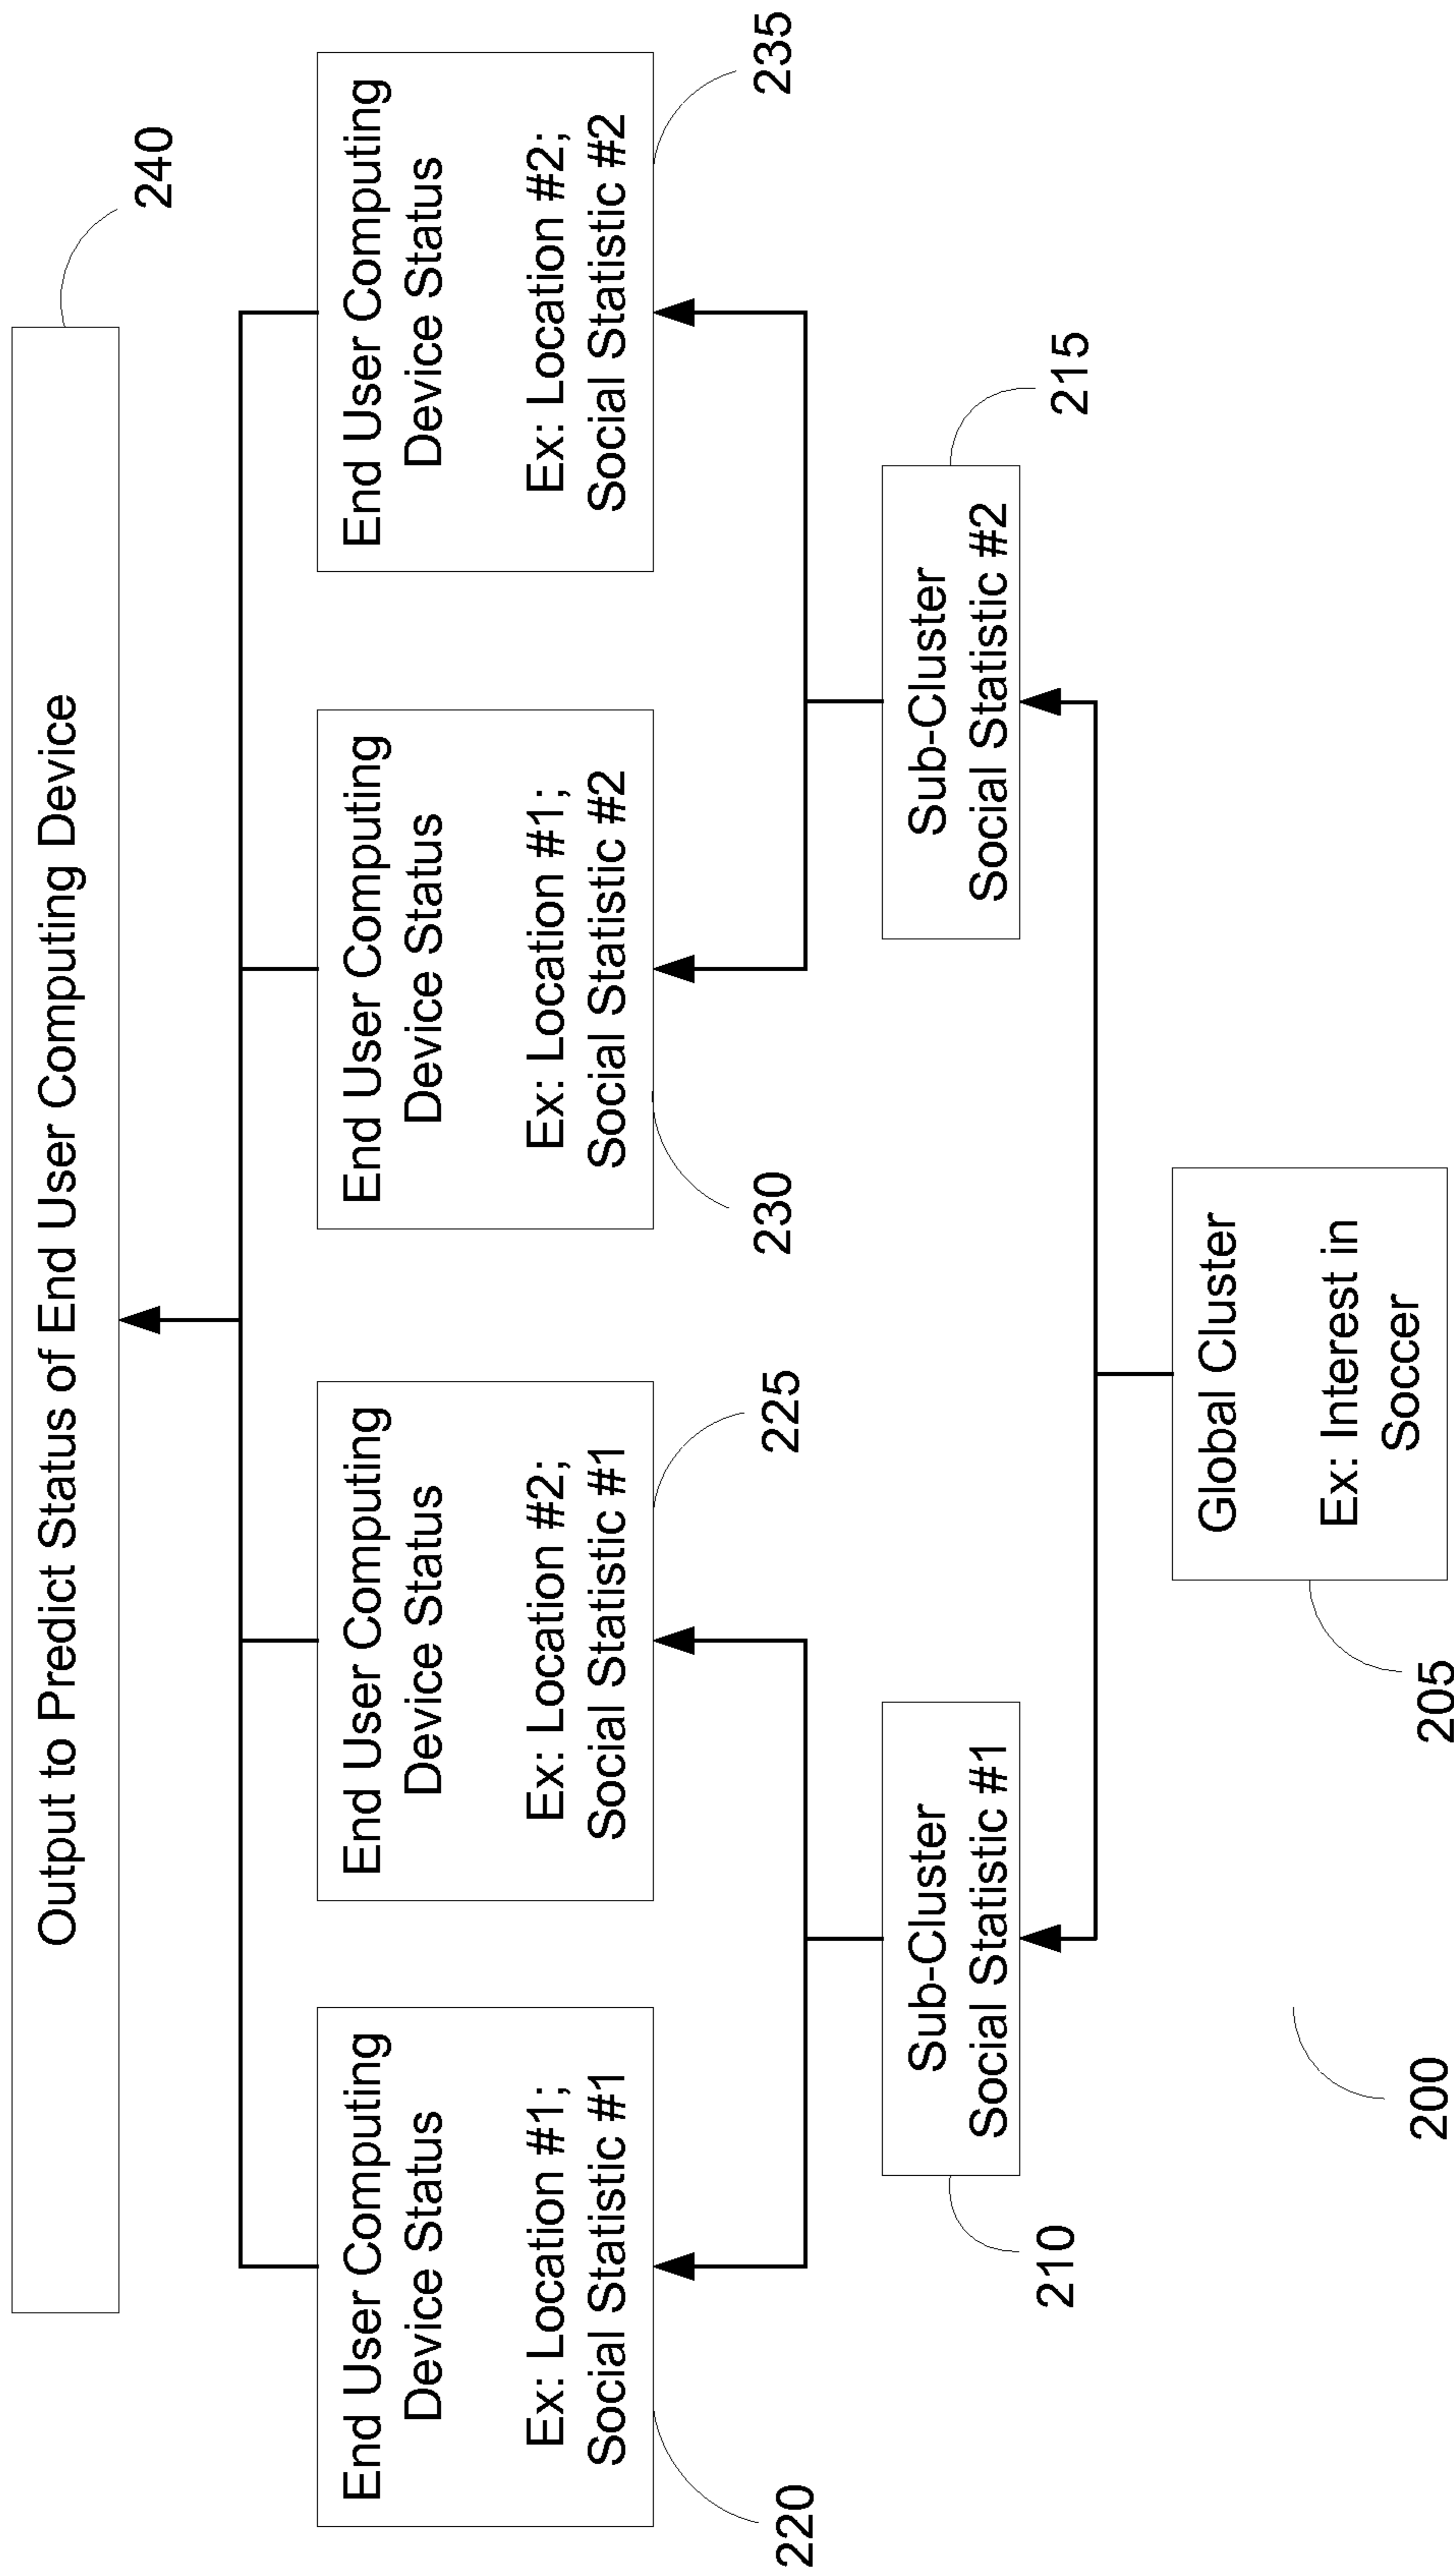 Output to Predict Status of End User Computing Device
240
End User Computing
Device Status
Ex: Location #1;
Social Statistic #1
220
End User Computing
Device Status
Ex: Location #2;
Social Statistic #1
225
End User Computing
Device Status
Ex: Location #1;
Social Statistic #2
230
End User Computing
Device Status
Ex: Location #2;
Social Statistic #2
235
Sub-Cluster
Social Statistic #1
210
Sub-Cluster
Social Statistic #2
215
Global Cluster
Ex: Interest in
Soccer
205
200